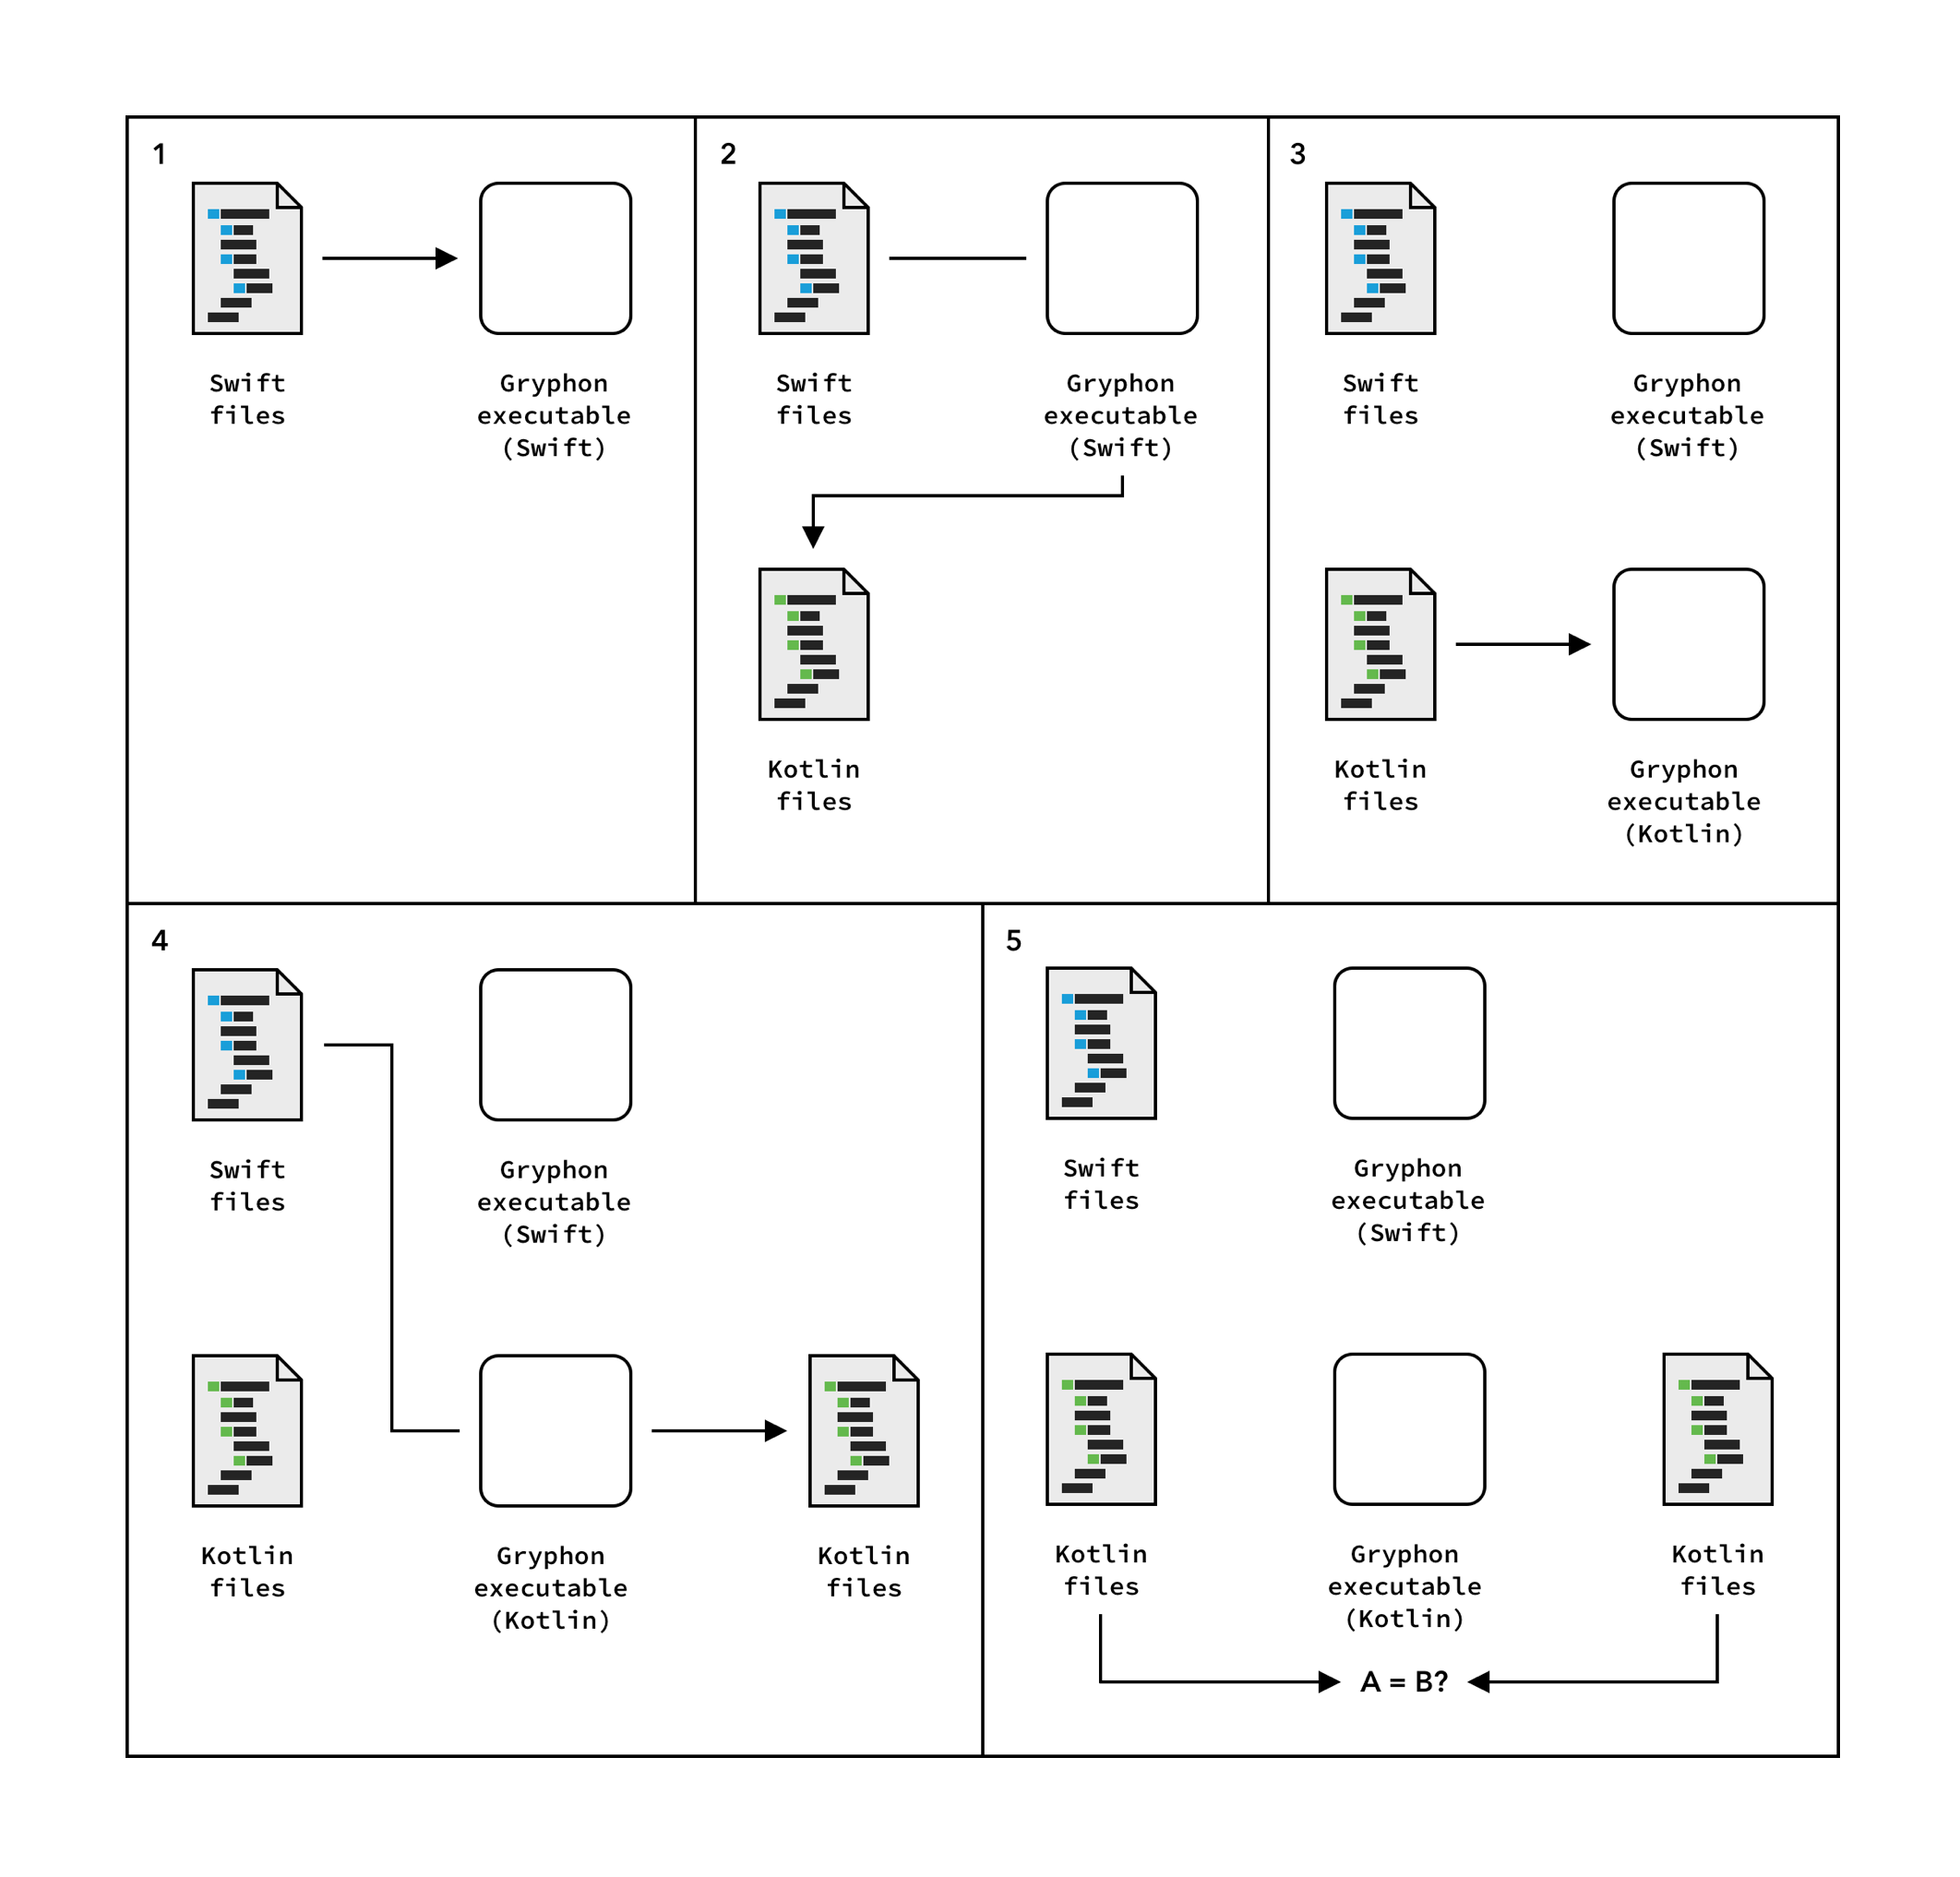 1
Swift
files
Gryphon
executable
(Swift)
2
Swift
files
Gryphon
executable
(Swift)
Kotlin
files
3
Swift
files
Gryphon
executable
(Swift)
Kotlin
files
Gryphon
executable
(Kotlin)
4
Swift
files
Gryphon
executable
(Swift)
Kotlin
files
Gryphon
executable
(Kotlin)
Kotlin
files
5
Swift
files
Gryphon
executable
(Swift)
Kotlin
files
Gryphon
executable
(Kotlin)
Kotlin
files
A = B?